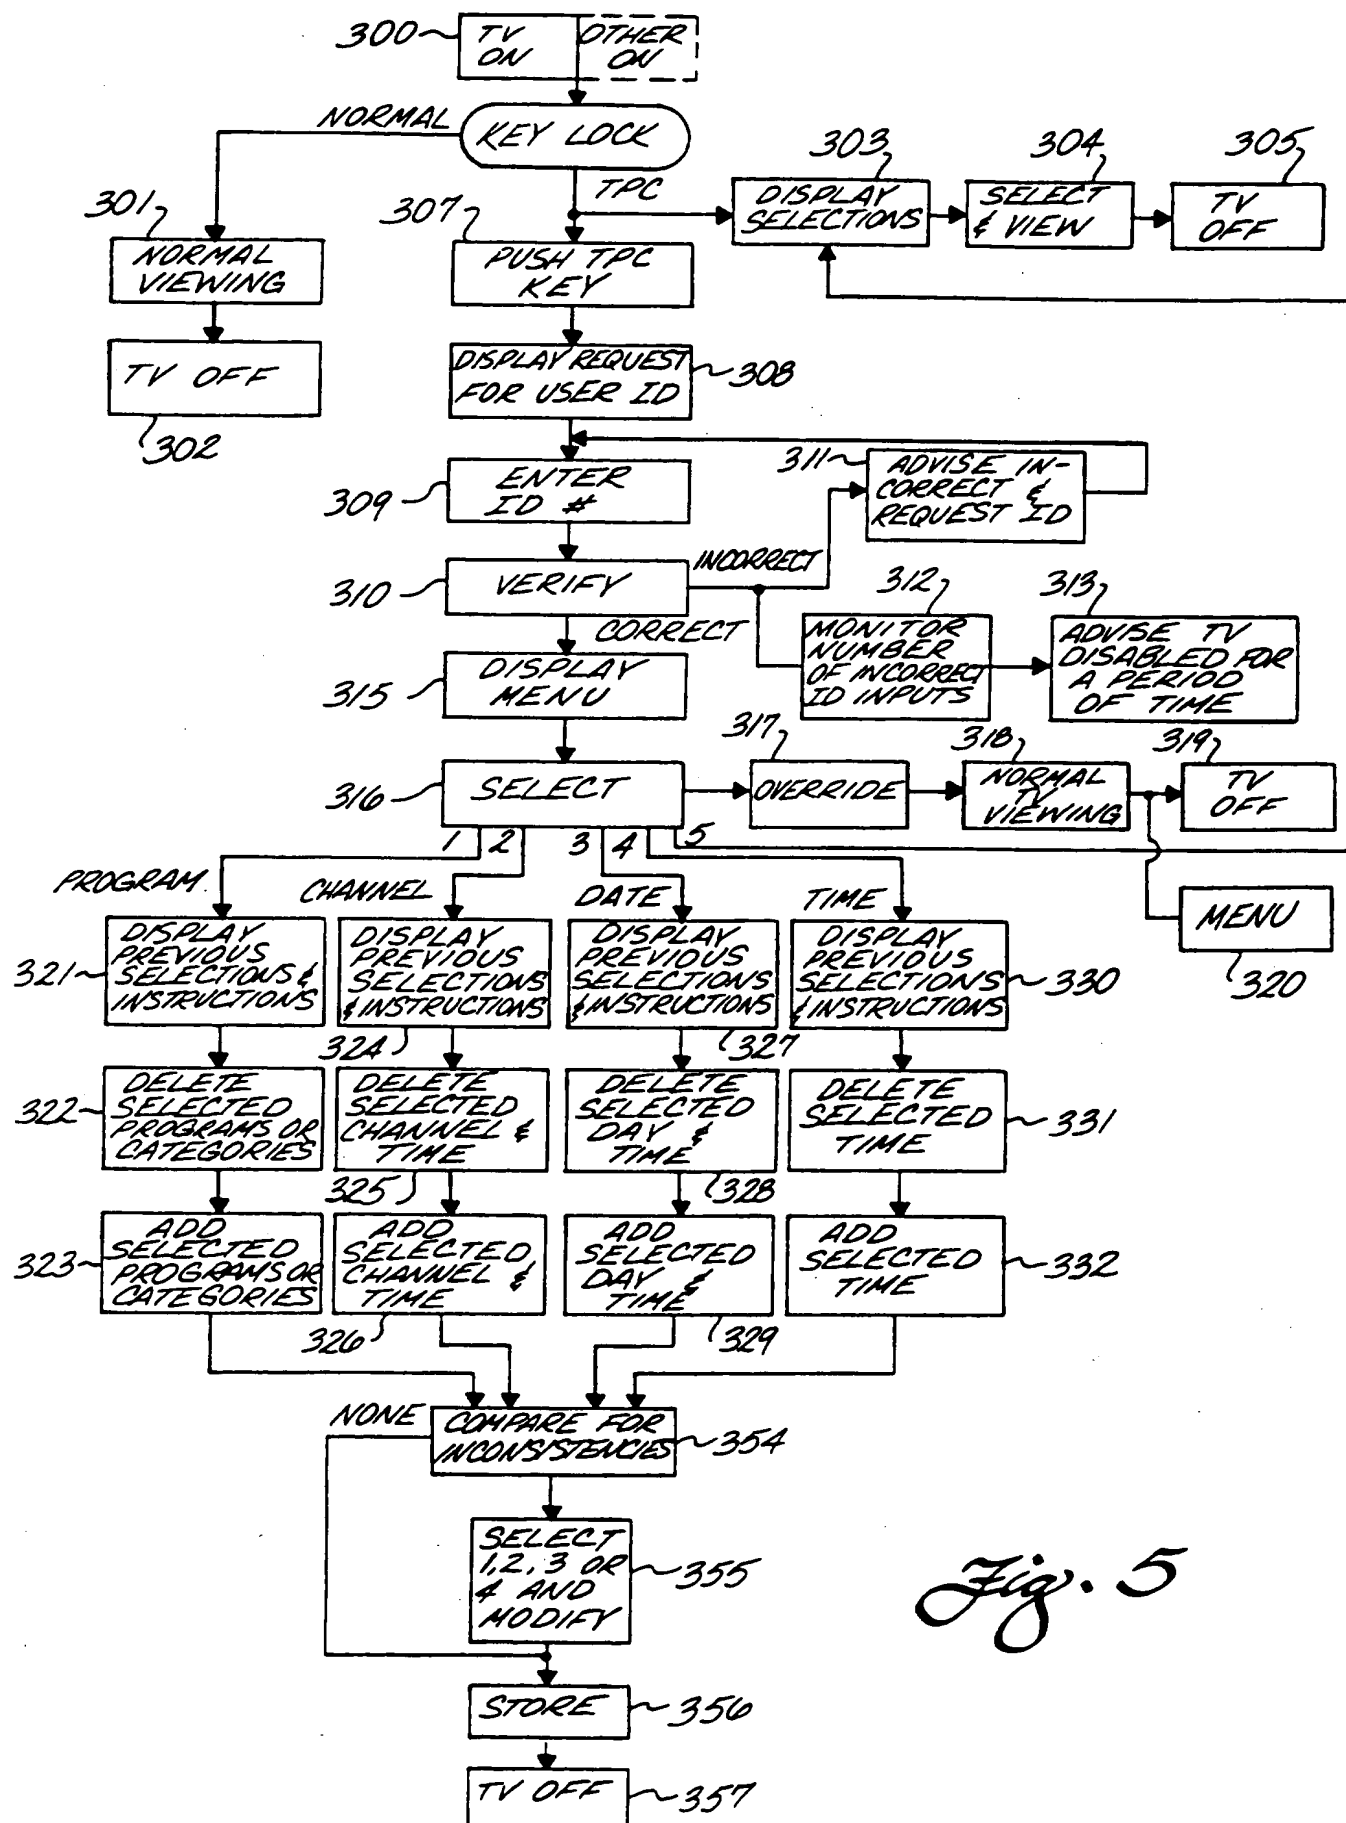 300
TV
ON
OTHER
ON
NORMAL
KEY LOCK
TPC
303
DISPLAY
SELECTIONS
304
SELECT
& VIEW
305
TV
OFF
301
NORMAL
VIEWING
307
PUSH TPC
KEY
TV OFF
302
DISPLAY REQUEST
FOR USER ID
308
309
ENTER
ID #
311
ADVISE IN-
CORRECT &
REQUEST ID
310
VERIFY
INCORRECT
CORRECT
312
MONITOR
NUMBER
OF INCORRECT
ID INPUTS
313
ADVISE TV
DISABLED FOR
A PERIOD
OF TIME
315
DISPLAY
MENU
316
SELECT
317
OVERRIDE
318
NORMAL
TV
VIEWING
319
TV
OFF
MENU
320
1
2
3
4
5
PROGRAM
CHANNEL
DATE
TIME
321
DISPLAY
PREVIOUS
SELECTIONS &
INSTRUCTIONS
DISPLAY
PREVIOUS
SELECTIONS
& INSTRUCTIONS
324
DISPLAY
PREVIOUS
SELECTIONS
& INSTRUCTIONS
327
DISPLAY
PREVIOUS
SELECTIONS
& INSTRUCTIONS
330
322
DELETE
SELECTED
PROGRAMS OR
CATEGORIES
DELETE
SELECTED
CHANNEL &
TIME
325
DELETE
SELECTED
DAY &
TIME
328
DELETE
SELECTED
TIME
331
323
ADD
SELECTED
PROGRAMS OR
CATEGORIES
ADD
SELECTED
CHANNEL &
TIME
326
ADD
SELECTED
DAY &
TIME
329
ADD
SELECTED
TIME
332
NONE
COMPARE FOR
INCONSISTENCIES
354
SELECT
1, 2, 3 OR
4 AND
MODIFY
355
STORE
356
TV OFF
357
Fig. 5